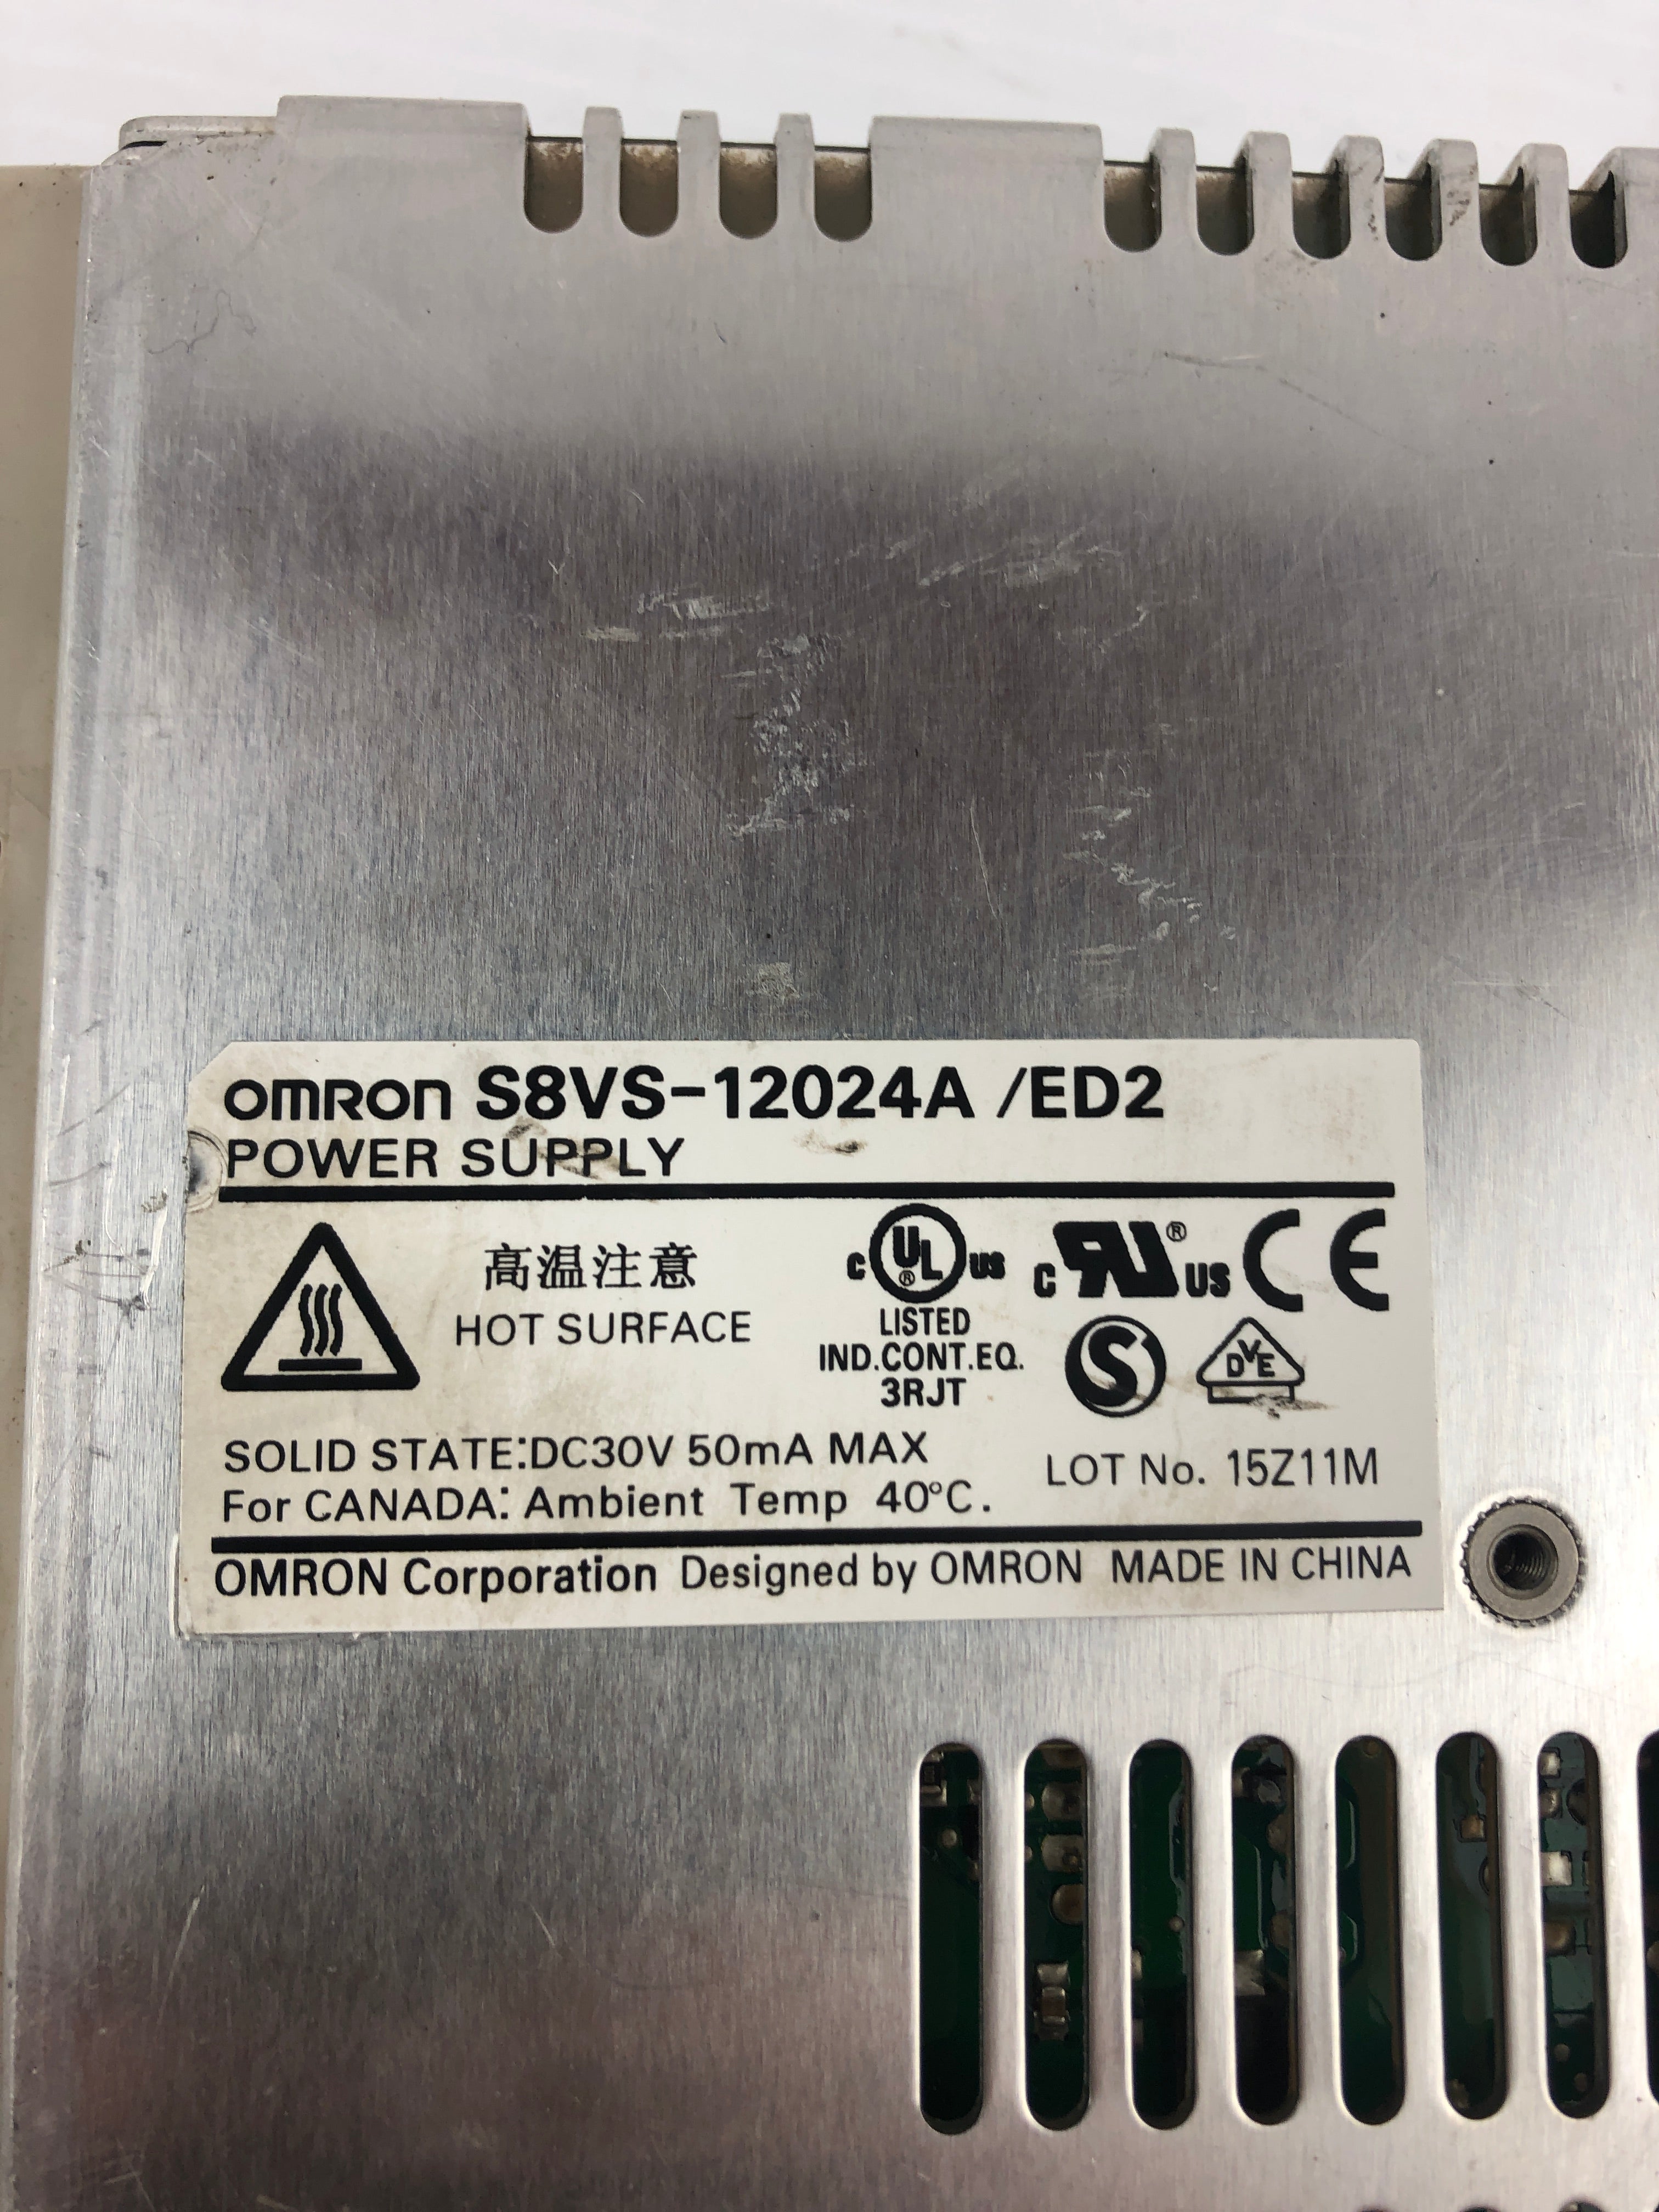 OMRON S8VS-12024A /ED2
POWER SUPPLY
高温注意
HOT SURFACE
C UL® US
LISTED
IND.CONT.EQ.
3RJT
C RU® US CE
S DVE
SOLID STATE:DC30V 50mA MAX
For CANADA: Ambient Temp 40°C.
LOT No. 15Z11M
OMRON Corporation Designed by OMRON MADE IN CHINA